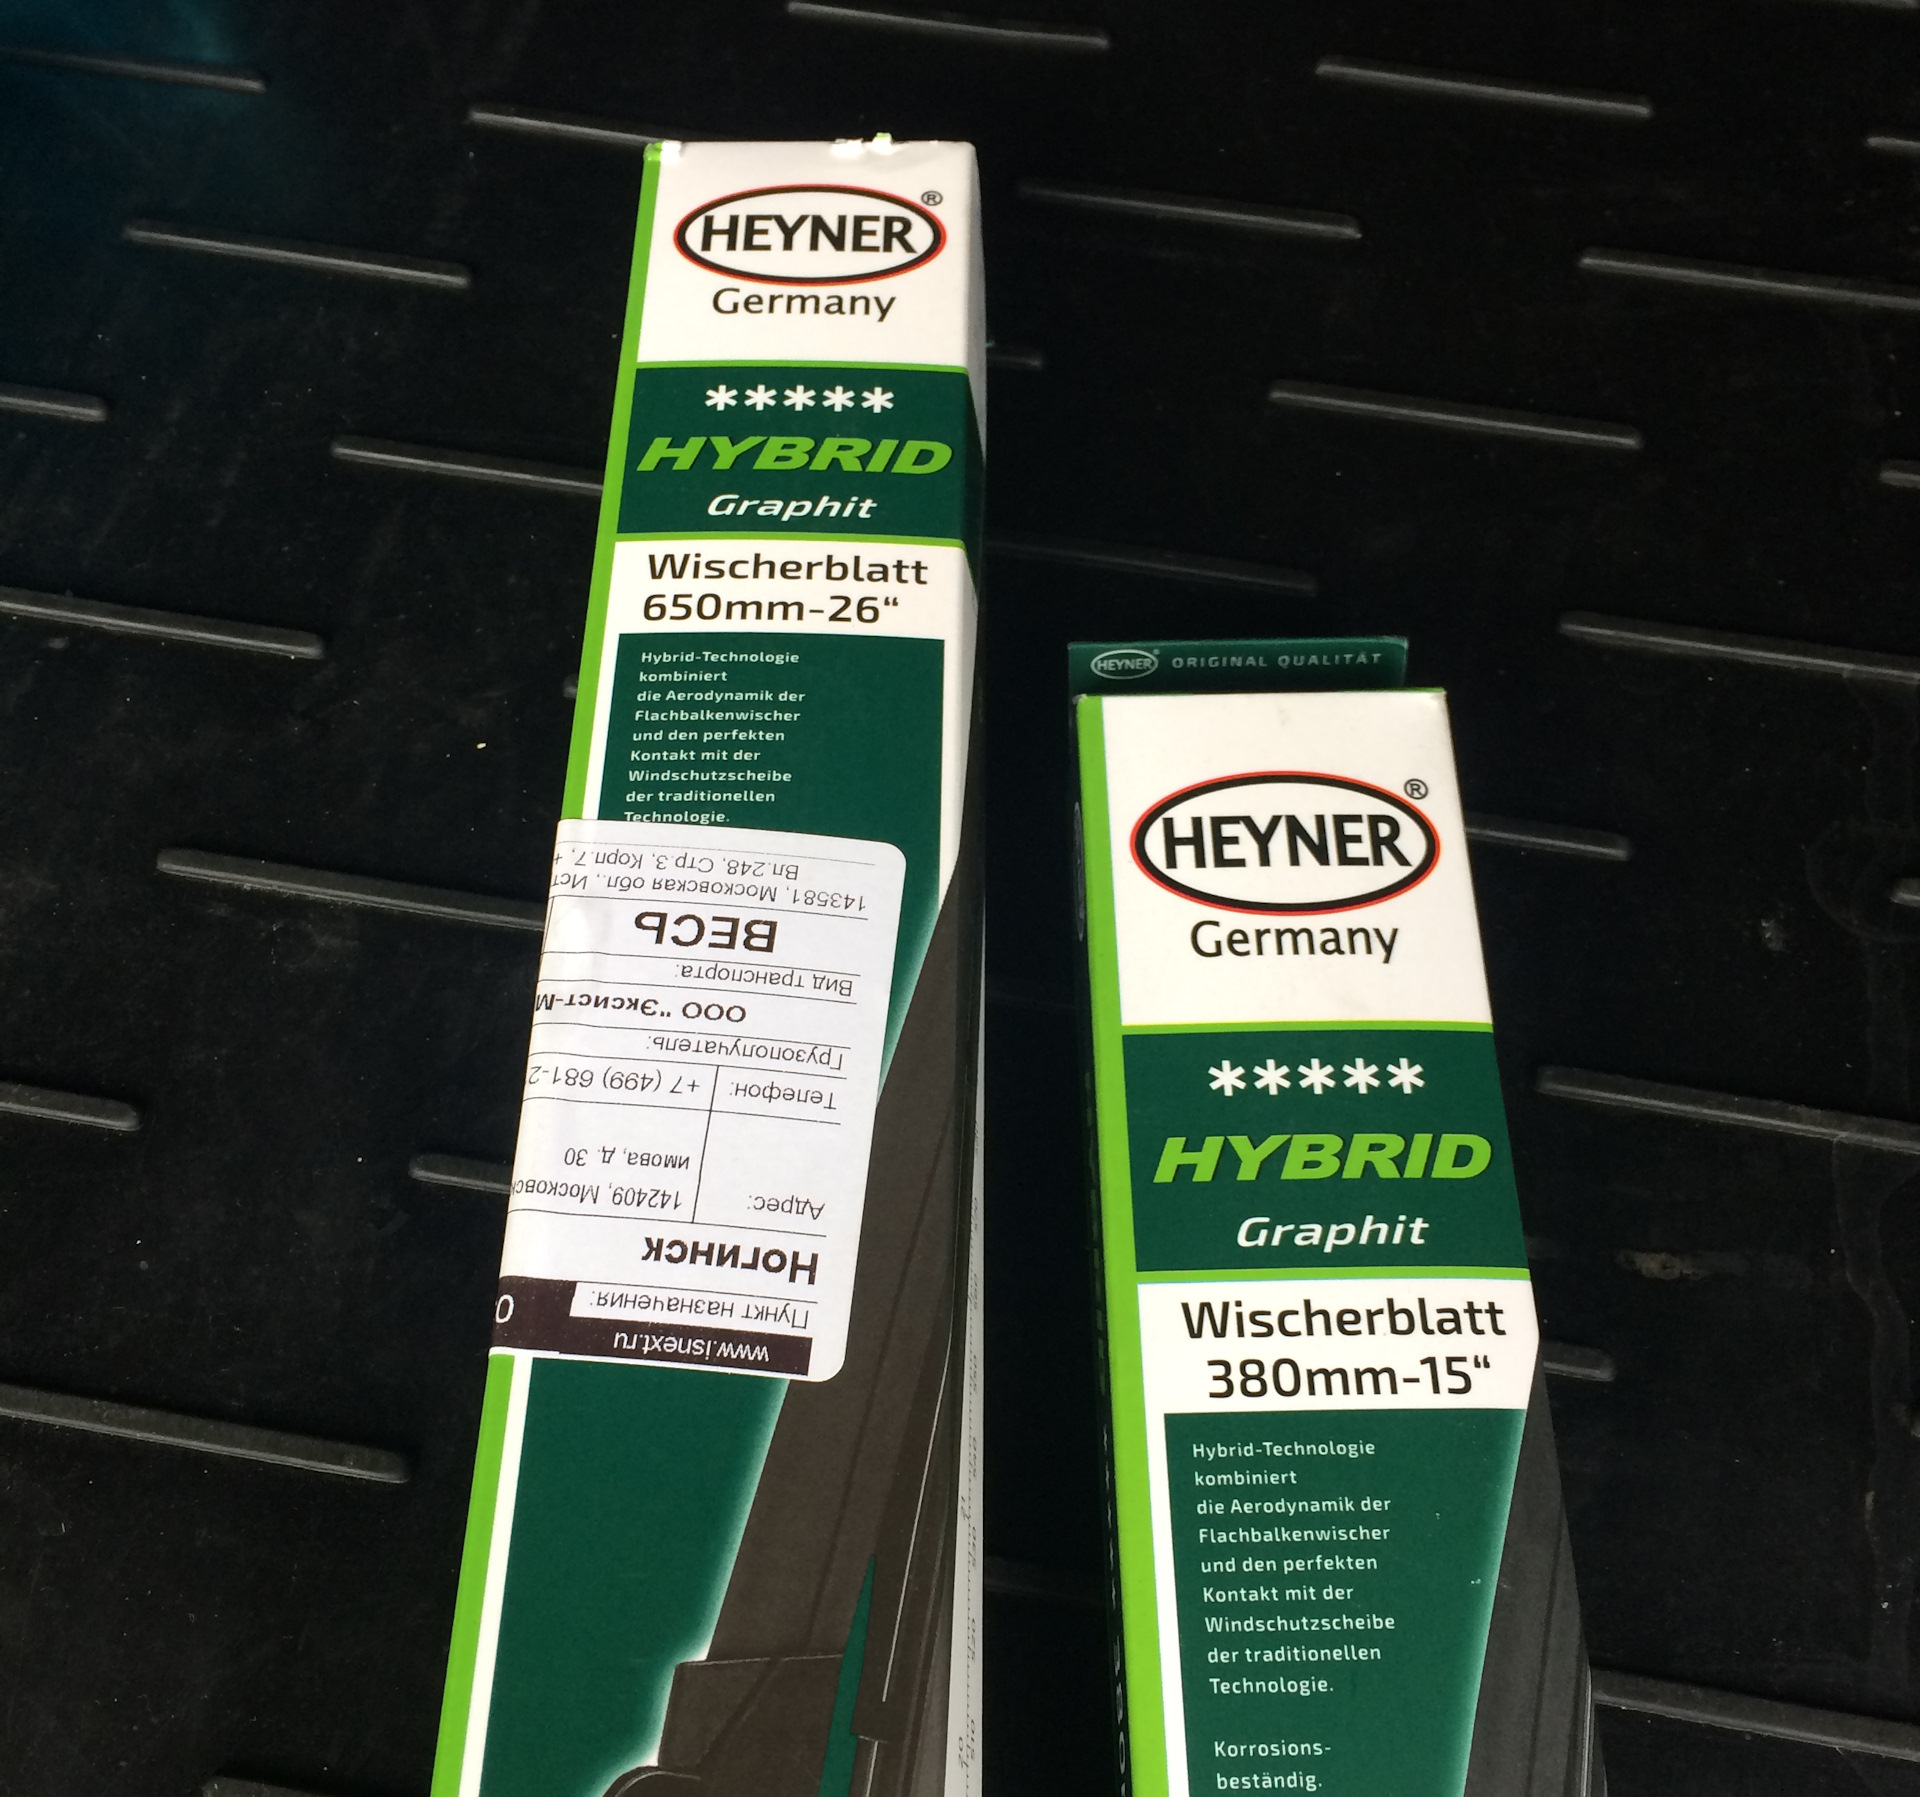 HEYNER®
Germany
*****
HYBRID
Graphit
Wischerblatt
650mm-26“
Hybrid-Technologie
kombiniert
die Aerodynamik der
Flachbalkenwischer
und den perfekten
Kontakt mit der
Windschutzscheibe
der traditionellen
Technologie.
www.isnext.ru
Пункт назначения:
Ногинск
Адрес:
142409, Московс
имова, д. 30
Телефон:
+7 (499) 681-2
Грузополучатель:
ООО "Эксист-М
Вид транспорта:
ВЕСЬ
143581, Московская обл., Ист
Вл.248, Стр.3, Корп.7, +
HEYNER® ORIGINAL QUALITÄT
HEYNER®
Germany
*****
HYBRID
Graphit
Wischerblatt
380mm-15“
Hybrid-Technologie
kombiniert
die Aerodynamik der
Flachbalkenwischer
und den perfekten
Kontakt mit der
Windschutzscheibe
der traditionellen
Technologie.
Korrosions-
beständig.